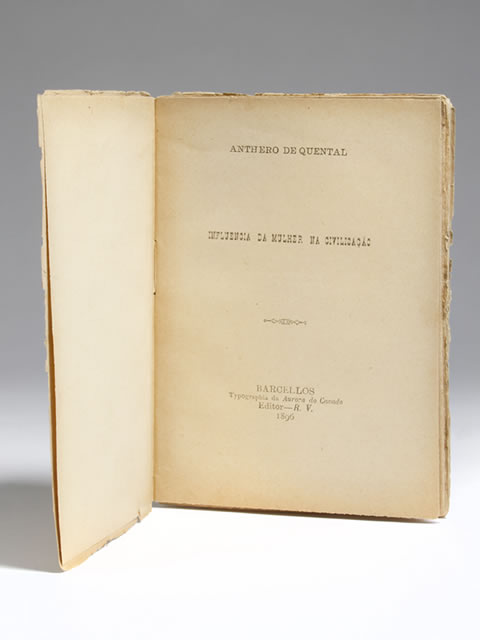 ANTHERO DE QUENTAL
INFLUENCIA DA MULHER NA CIVILISAÇÃO
BARCELLOS
Typographia da Aurora do Cavado
Editor—R. V.
1896